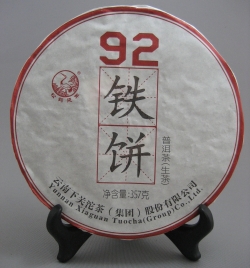 92
铁
饼
普洱茶(生茶)
净含量:357克
云南下关沱茶(集团)股份有限公司
Yunnan Xiaguan Tuocha(Group)Co.Ltd